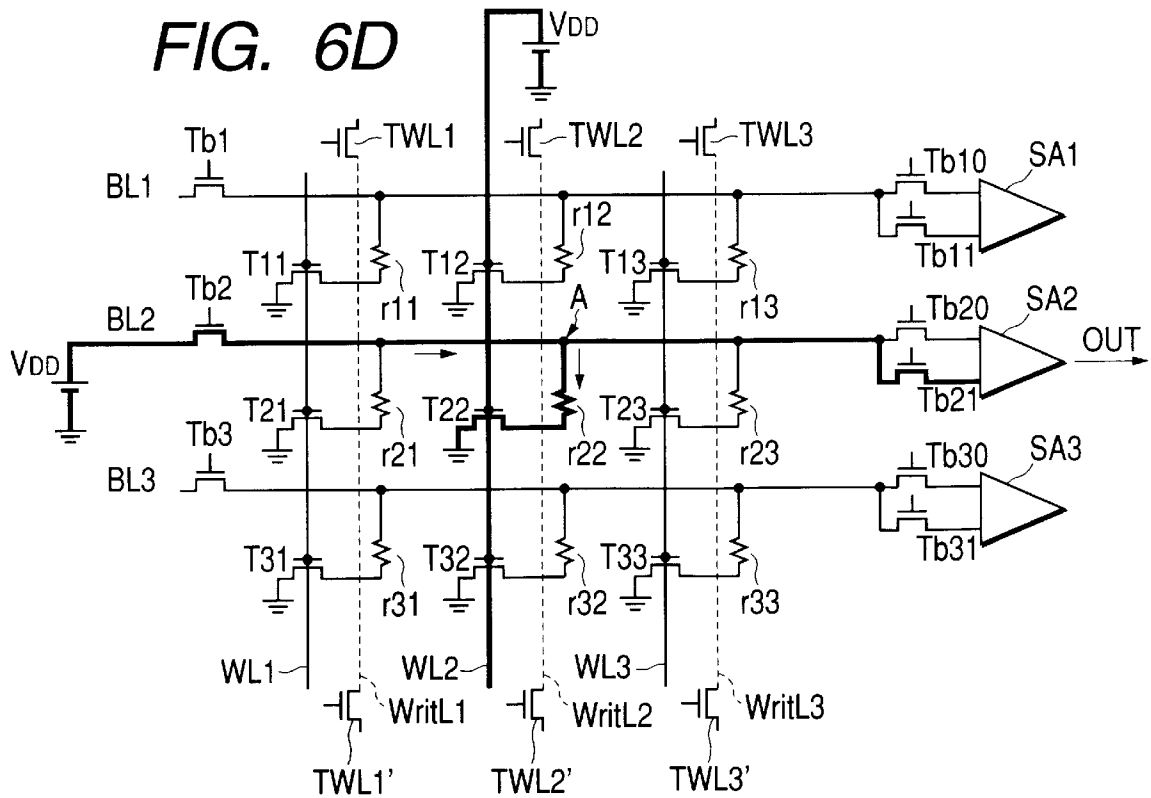 FIG. 6D
VDD
TWL1 TWL2 TWL3
Tb1 Tb10 SA1
BL1
r12
T11 T12 T13 Tb11
r11 A r13
Tb2 Tb20 SA2
BL2 OUT
VDD
T21 T22 T23 Tb21
r21 r22 r23
Tb3 Tb30 SA3
BL3
T31 T32 T33 Tb31
r31 r32 r33
WL1 WL2 WL3
WritL1 WritL2 WritL3
TWL1' TWL2' TWL3'